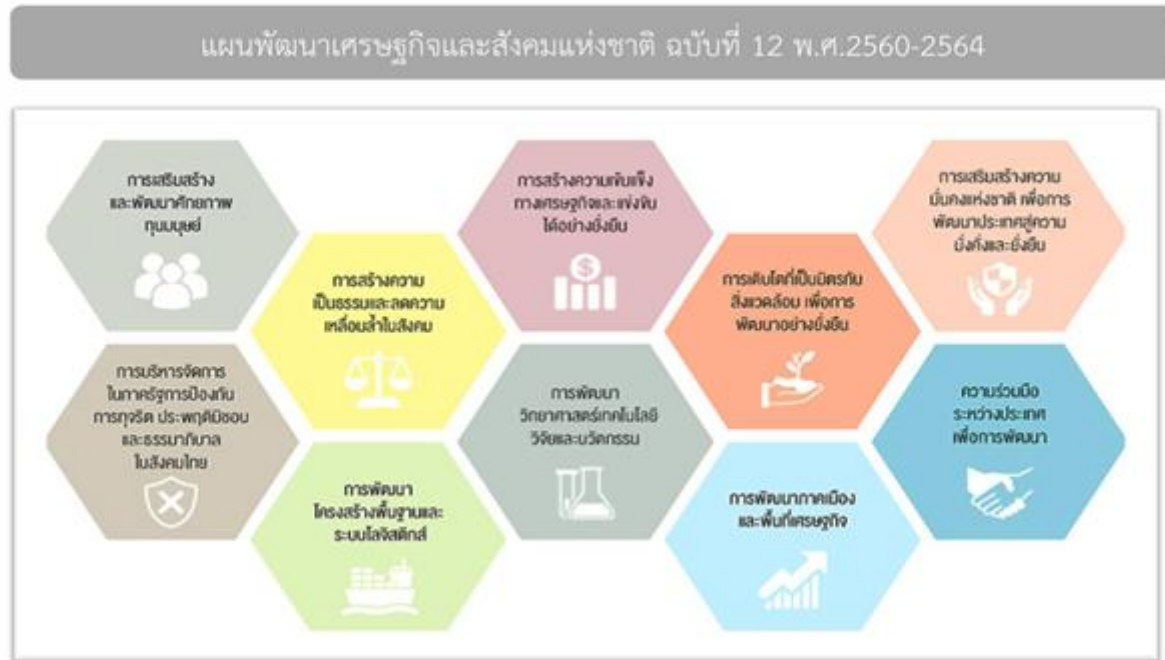 แผนพัฒนาเศรษฐกิจและสังคมแห่งชาติ ฉบับที่ 12 พ.ศ.2560-2564
การเสริมสร้าง
และพัฒนาศักยภาพ
ทุนมนุษย์
การสร้างความ
เป็นธรรมและลดความ
เหลื่อมล้ำในสังคม
การสร้างความเข้มแข็ง
ทางเศรษฐกิจและแข่งขัน
ได้อย่างยั่งยืน
การเติบโตที่เป็นมิตรกับ
สิ่งแวดล้อม เพื่อการ
พัฒนาอย่างยั่งยืน
การเสริมสร้างความ
มั่นคงแห่งชาติ เพื่อการ
พัฒนาประเทศสู่ความ
มั่งคั่งและยั่งยืน
การบริหารจัดการ
ในภาครัฐการป้องกัน
การทุจริต ประพฤติมิชอบ
และธรรมาภิบาล
ในสังคมไทย
การพัฒนา
โครงสร้างพื้นฐานและ
ระบบโลจิสติกส์
การพัฒนา
วิทยาศาสตร์เทคโนโลยี
วิจัยและนวัตกรรม
การพัฒนาภาคเมือง
และพื้นที่เศรษฐกิจ
ความร่วมมือ
ระหว่างประเทศ
เพื่อการพัฒนา